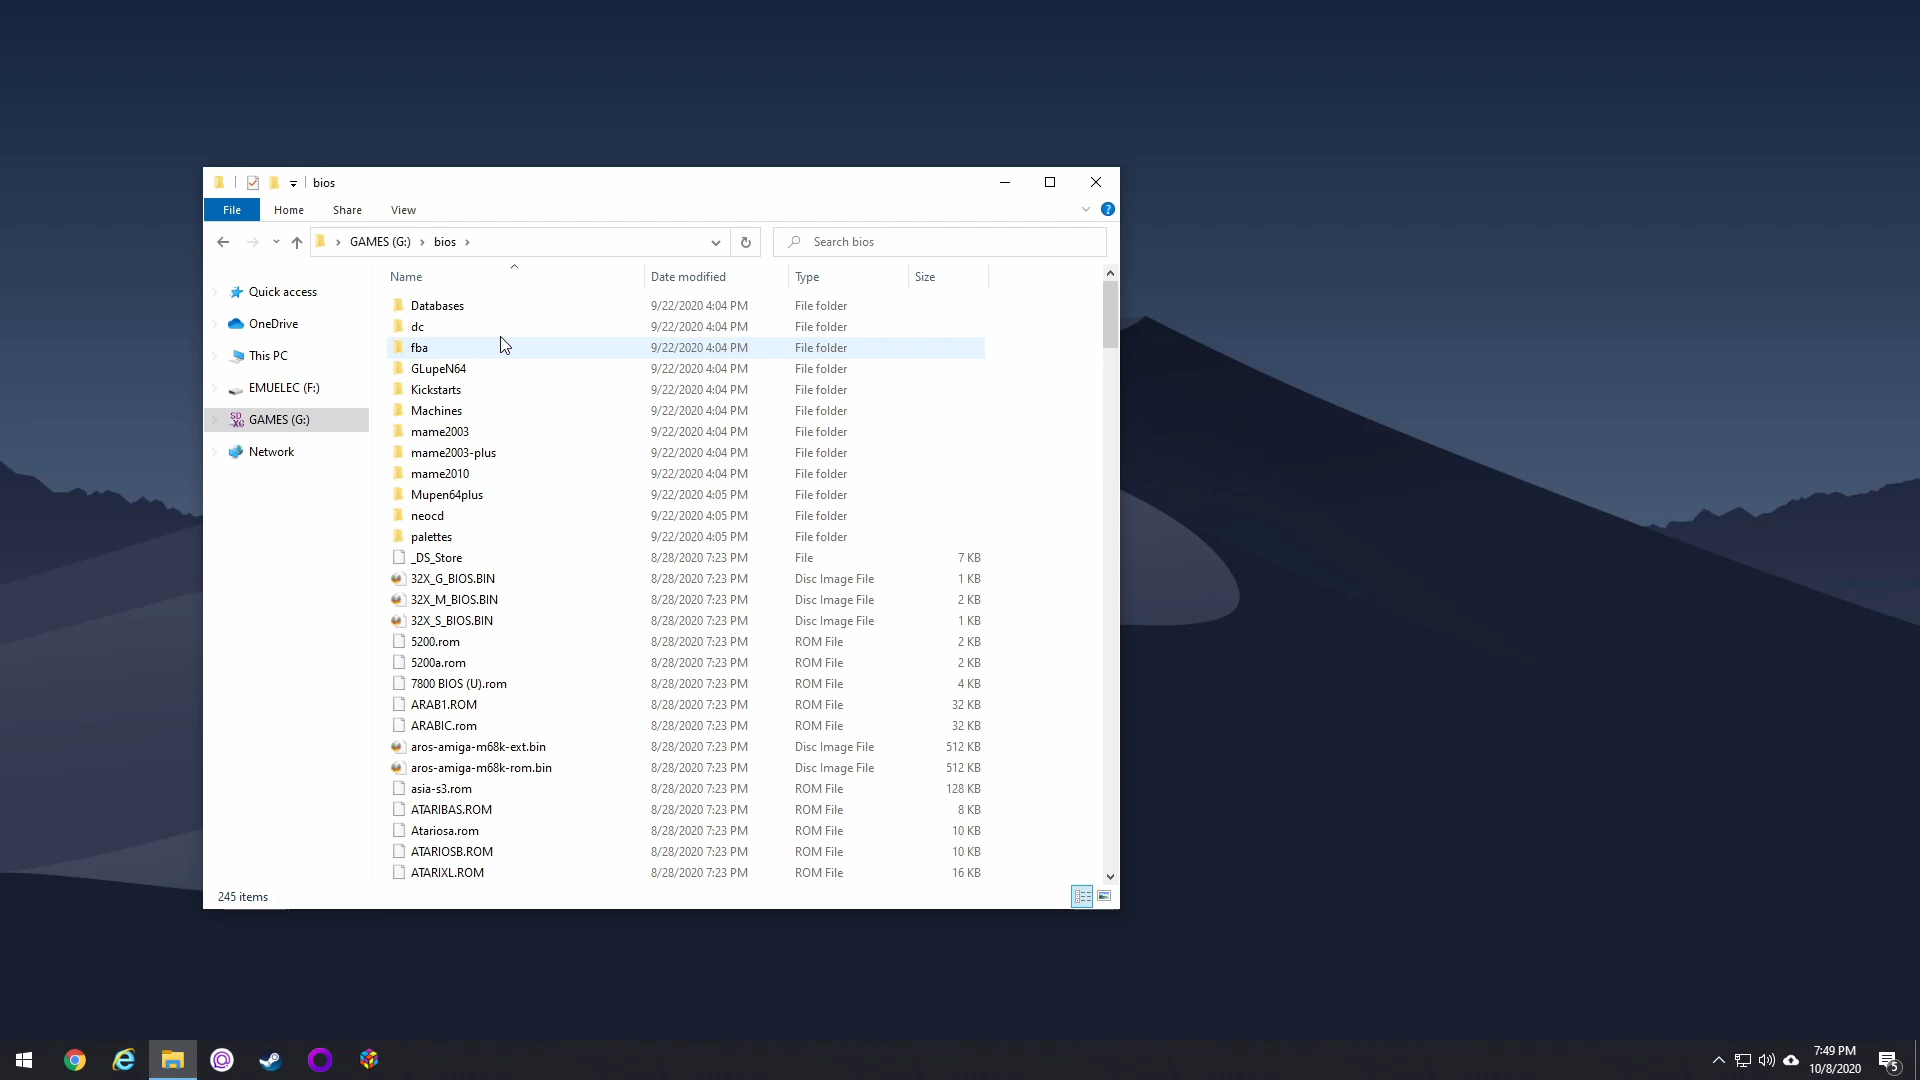 bios
File Home Share View
GAMES (G:) bios Search bios
Name Date modified Type Size
Quick access
OneDrive
This PC
EMUELEC (F:)
GAMES (G:)
Network
Databases 9/22/2020 4:04 PM File folder
dc 9/22/2020 4:04 PM File folder
fba 9/22/2020 4:04 PM File folder
GLupeN64 9/22/2020 4:04 PM File folder
Kickstarts 9/22/2020 4:04 PM File folder
Machines 9/22/2020 4:04 PM File folder
mame2003 9/22/2020 4:04 PM File folder
mame2003-plus 9/22/2020 4:04 PM File folder
mame2010 9/22/2020 4:04 PM File folder
Mupen64plus 9/22/2020 4:05 PM File folder
neocd 9/22/2020 4:05 PM File folder
palettes 9/22/2020 4:05 PM File folder
_DS_Store 8/28/2020 7:23 PM File 7 KB
32X_G_BIOS.BIN 8/28/2020 7:23 PM Disc Image File 1 KB
32X_M_BIOS.BIN 8/28/2020 7:23 PM Disc Image File 2 KB
32X_S_BIOS.BIN 8/28/2020 7:23 PM Disc Image File 1 KB
5200.rom 8/28/2020 7:23 PM ROM File 2 KB
5200a.rom 8/28/2020 7:23 PM ROM File 2 KB
7800 BIOS (U).rom 8/28/2020 7:23 PM ROM File 4 KB
ARAB1.ROM 8/28/2020 7:23 PM ROM File 32 KB
ARABIC.rom 8/28/2020 7:23 PM ROM File 32 KB
aros-amiga-m68k-ext.bin 8/28/2020 7:23 PM Disc Image File 512 KB
aros-amiga-m68k-rom.bin 8/28/2020 7:23 PM Disc Image File 512 KB
asia-s3.rom 8/28/2020 7:23 PM ROM File 128 KB
ATARIBAS.ROM 8/28/2020 7:23 PM ROM File 8 KB
Atariosa.rom 8/28/2020 7:23 PM ROM File 10 KB
ATARIOSB.ROM 8/28/2020 7:23 PM ROM File 10 KB
ATARIXL.ROM 8/28/2020 7:23 PM ROM File 16 KB
245 items
7:49 PM
10/8/2020
5